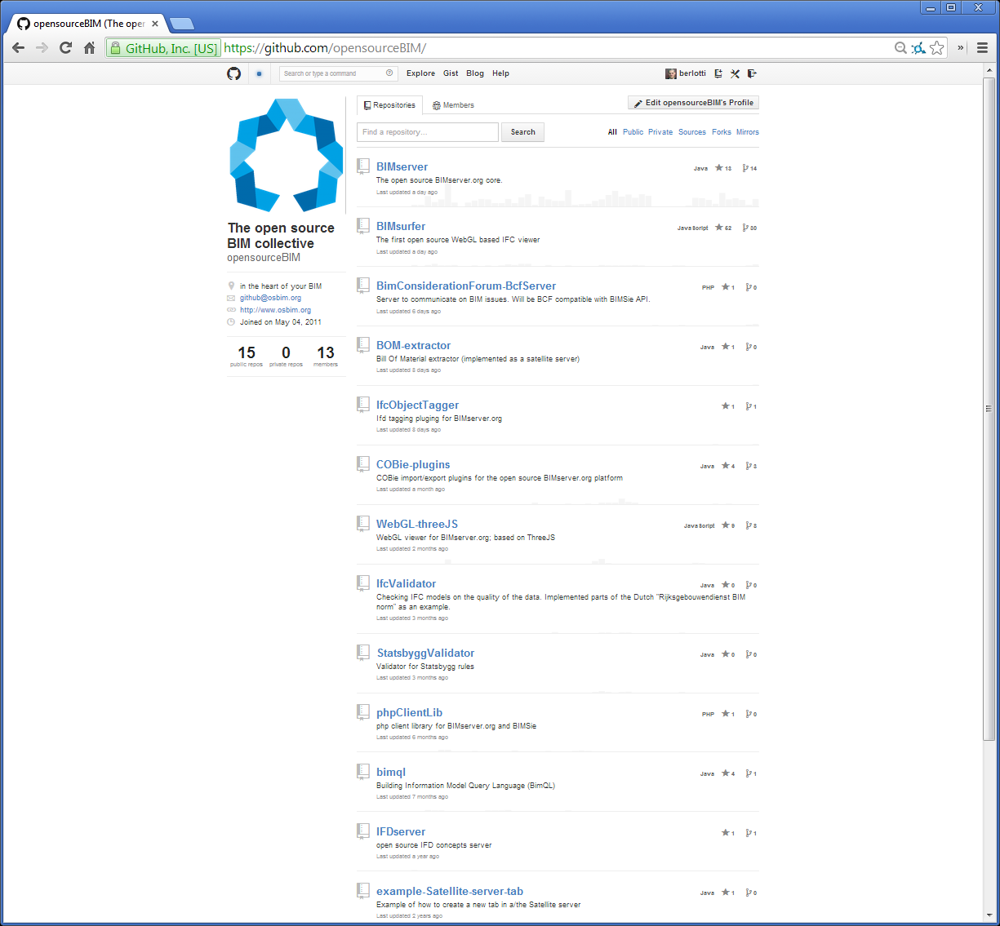 opensourceBIM (The open
GitHub, Inc. [US] https://github.com/opensourceBIM/
Search or type a command Explore Gist Blog Help berlotti
Repositories Members Edit opensourceBIM's Profile
Find a repository... Search All Public Private Sources Forks Mirrors
The open source
BIM collective
opensourceBIM
in the heart of your BIM
github@osbim.org
http://www.osbim.org
Joined on May 04, 2011
15 0 13
public repos private repos members
BIMserver Java 13 14
The open source BIMserver.org core.
Last updated a day ago
BIMsurfer JavaScript 52 30
The first open source WebGL based IFC viewer
Last updated a day ago
BimConsiderationForum-BcfServer PHP 1 0
Server to communicate on BIM issues. Will be BCF compatible with BIMSie API.
Last updated 6 days ago
BOM-extractor Java 1 0
Bill Of Material extractor (implemented as a satellite server)
Last updated 8 days ago
IfcObjectTagger 1 1
Ifd tagging pluging for BIMserver.org
Last updated 8 days ago
COBie-plugins Java 4 3
COBie import/export plugins for the open source BIMserver.org platform
Last updated a month ago
WebGL-threeJS JavaScript 9 8
WebGL viewer for BIMserver.org; based on ThreeJS
Last updated 2 months ago
IfcValidator Java 0 0
Checking IFC models on the quality of the data. Implemented parts of the Dutch "Rijksgebouwendienst BIM
norm" as an example.
Last updated 3 months ago
StatsbyggValidator Java 0 0
Validator for Statsbygg rules
Last updated 3 months ago
phpClientLib PHP 1 0
php client library for BIMserver.org and BIMSie
Last updated 6 months ago
bimql Java 4 1
Building Information Model Query Language (BimQL)
Last updated 7 months ago
IFDserver 1 1
open source IFD concepts server
Last updated a year ago
example-Satellite-server-tab Java 1 0
Example of how to create a new tab in a/the Satellite server
Last updated 2 years ago